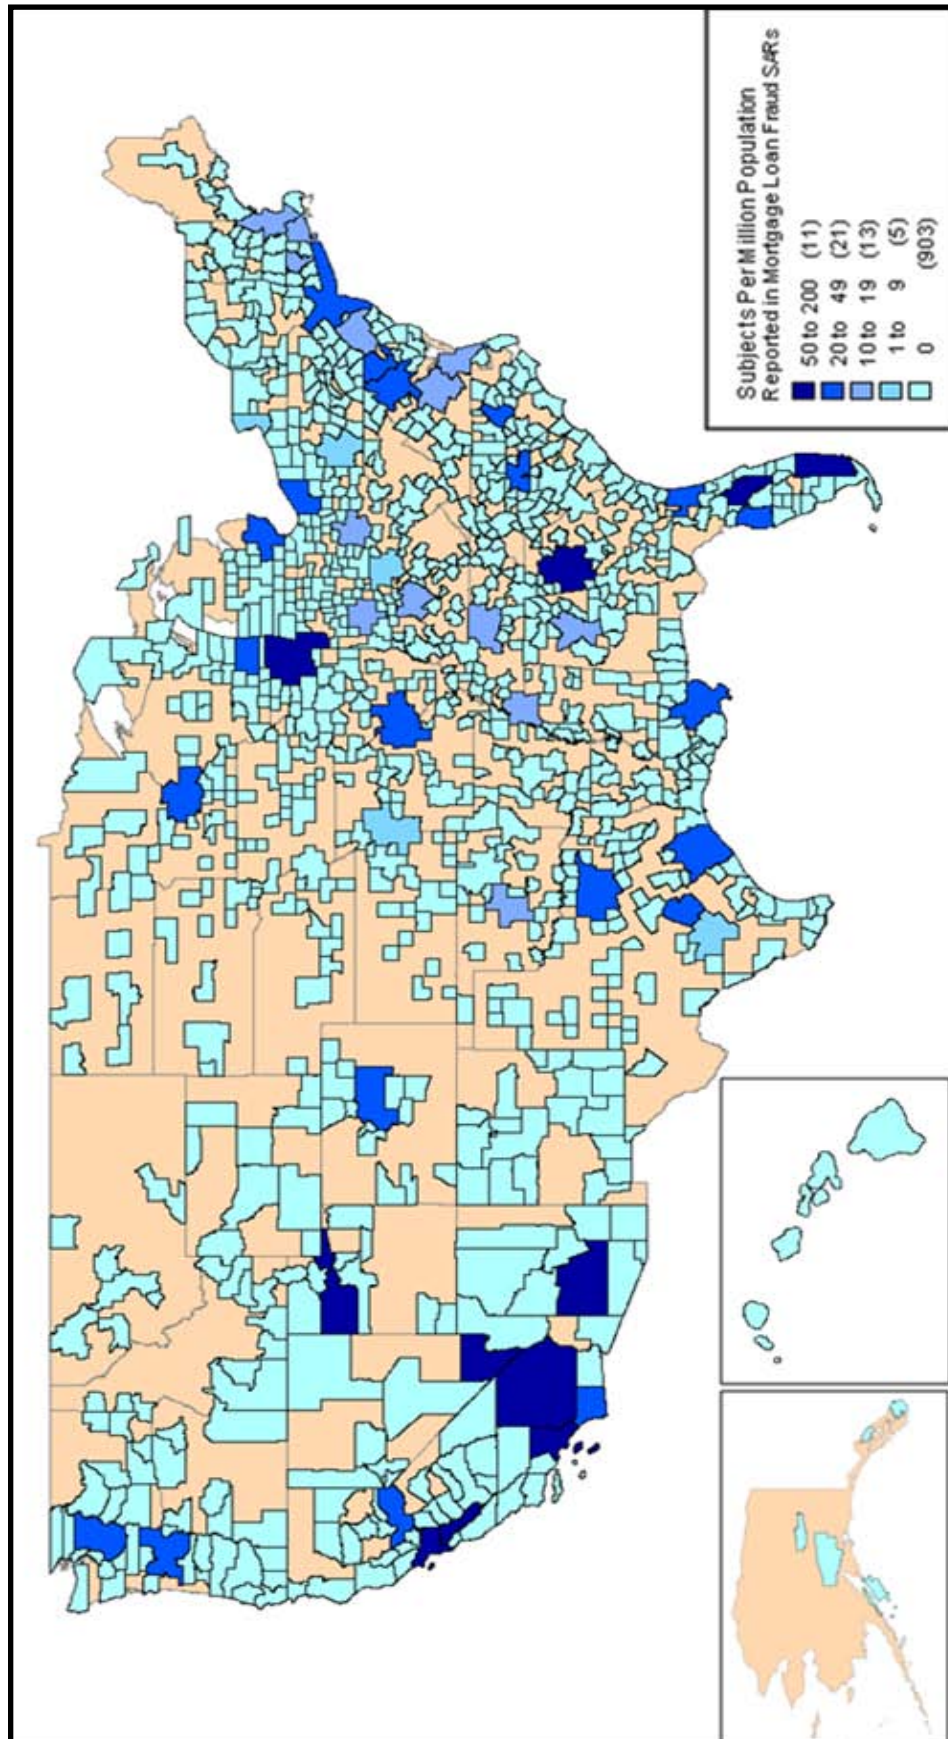 Subjects Per Million Population
Reported in Mortgage Loan Fraud SARs
50 to 200 (11)
20 to 49 (21)
10 to 19 (13)
1 to 9 (5)
0 (903)